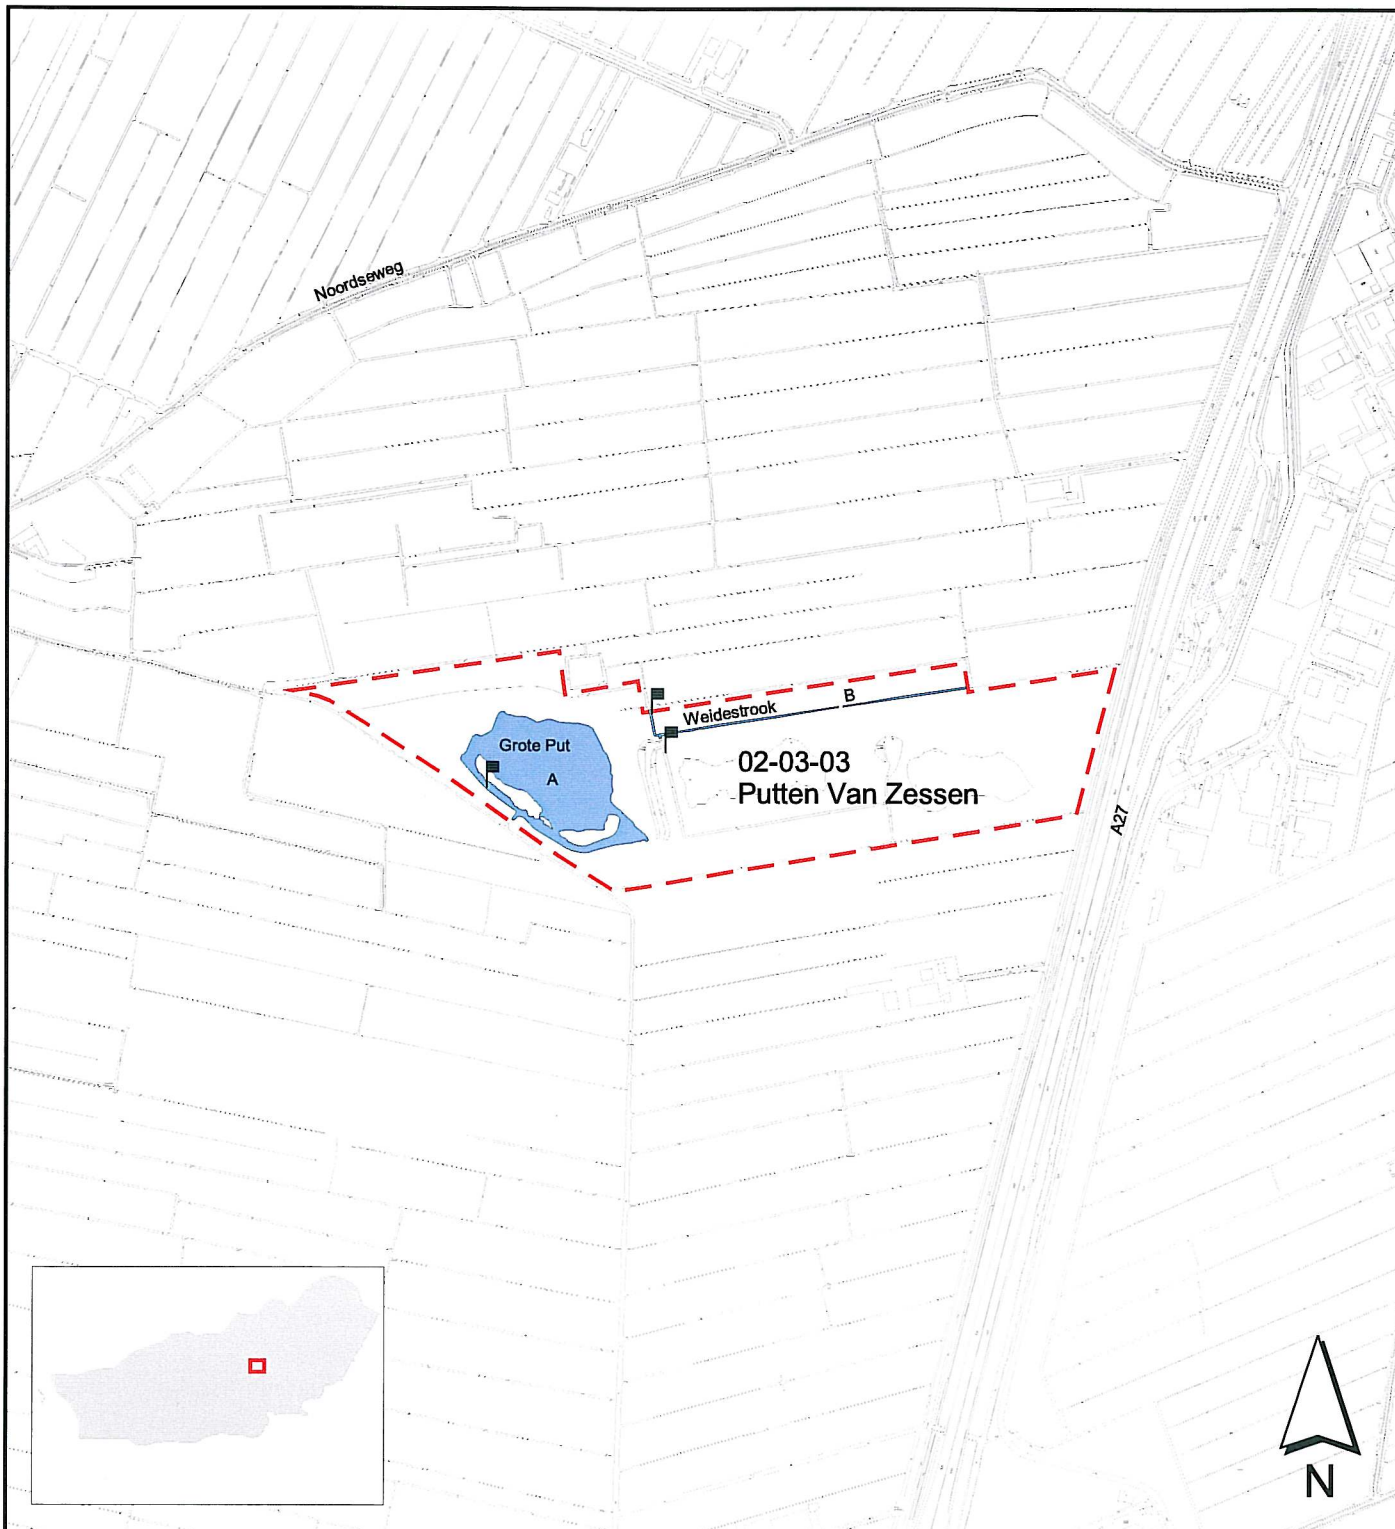 Noordseweg
Weidestrook
B
Grote Put
A
02-03-03
Putten Van Zessen
A27
N